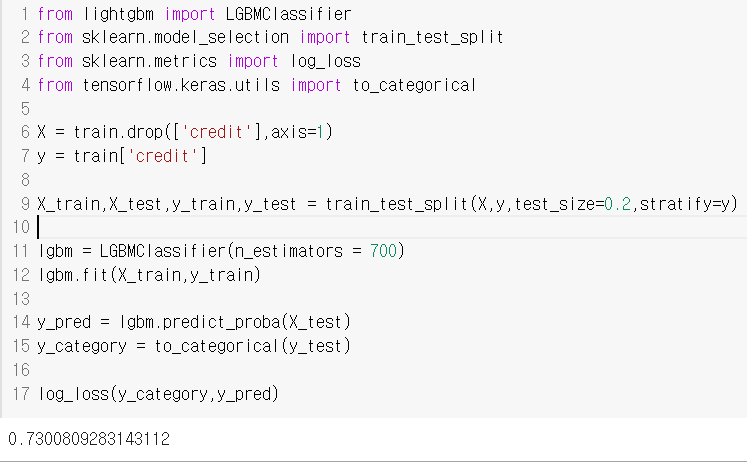 1 from lightgbm import LGBMClassifier
2 from sklearn.model_selection import train_test_split
3 from sklearn.metrics import log_loss
4 from tensorflow.keras.utils import to_categorical
5
6 X = train.drop(['credit'],axis=1)
7 y = train['credit']
8
9 X_train,X_test,y_train,y_test = train_test_split(X,y,test_size=0.2,stratify=y)
10
11 lgbm = LGBMClassifier(n_estimators = 700)
12 lgbm.fit(X_train,y_train)
13
14 y_pred = lgbm.predict_proba(X_test)
15 y_category = to_categorical(y_test)
16
17 log_loss(y_category,y_pred)
0.7300809283143112